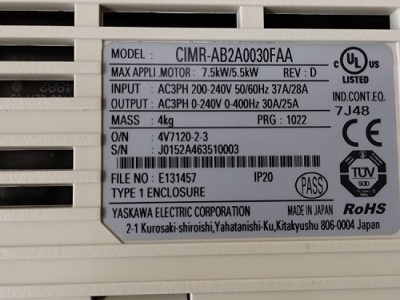 MODEL : CIMR-AB2A0030FAA
MAX APPLI. MOTOR : 7.5kW/5.5kW REV : D
INPUT : AC3PH 200-240V 50/60Hz 37A/28A
OUTPUT : AC3PH 0-240V 0-400Hz 30A/25A
MASS : 4kg PRG : 1022
O/N : 4V7120-2-3
S/N : J0152A463510003
FILE NO : E131457 IP20
TYPE 1 ENCLOSURE
PASS
YASKAWA ELECTRIC CORPORATION MADE IN JAPAN
2-1 Kurosaki-shiroishi, Yahatanishi-Ku, Kitakyushu 806-0004 Japan
C UL US
LISTED
IND.CONT.EQ.
7J48
CE
TÜV
RoHS